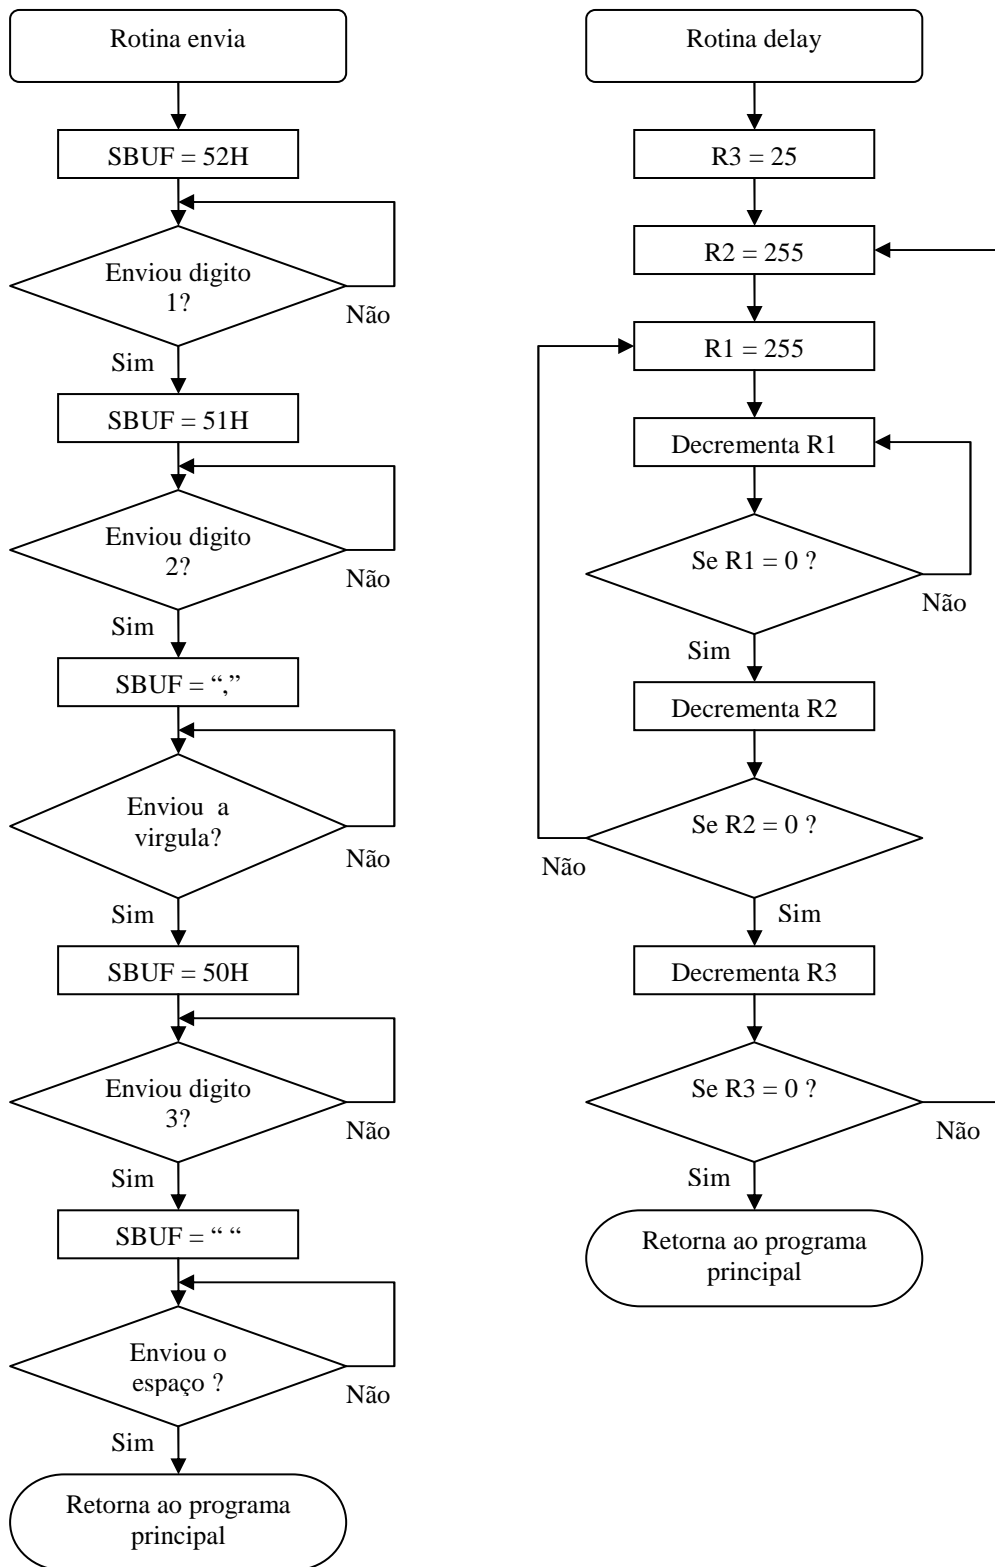 Rotina envia
SBUF = 52H
Enviou digito
1?
Não
Sim
SBUF = 51H
Enviou digito
2?
Não
Sim
SBUF = “,”
Enviou a
virgula?
Não
Sim
SBUF = 50H
Enviou digito
3?
Não
Sim
SBUF = “ “
Enviou o
espaço ?
Não
Sim
Retorna ao programa
principal
Rotina delay
R3 = 25
R2 = 255
R1 = 255
Decrementa R1
Se R1 = 0 ?
Não
Sim
Decrementa R2
Se R2 = 0 ?
Não
Sim
Decrementa R3
Se R3 = 0 ?
Não
Sim
Retorna ao programa
principal